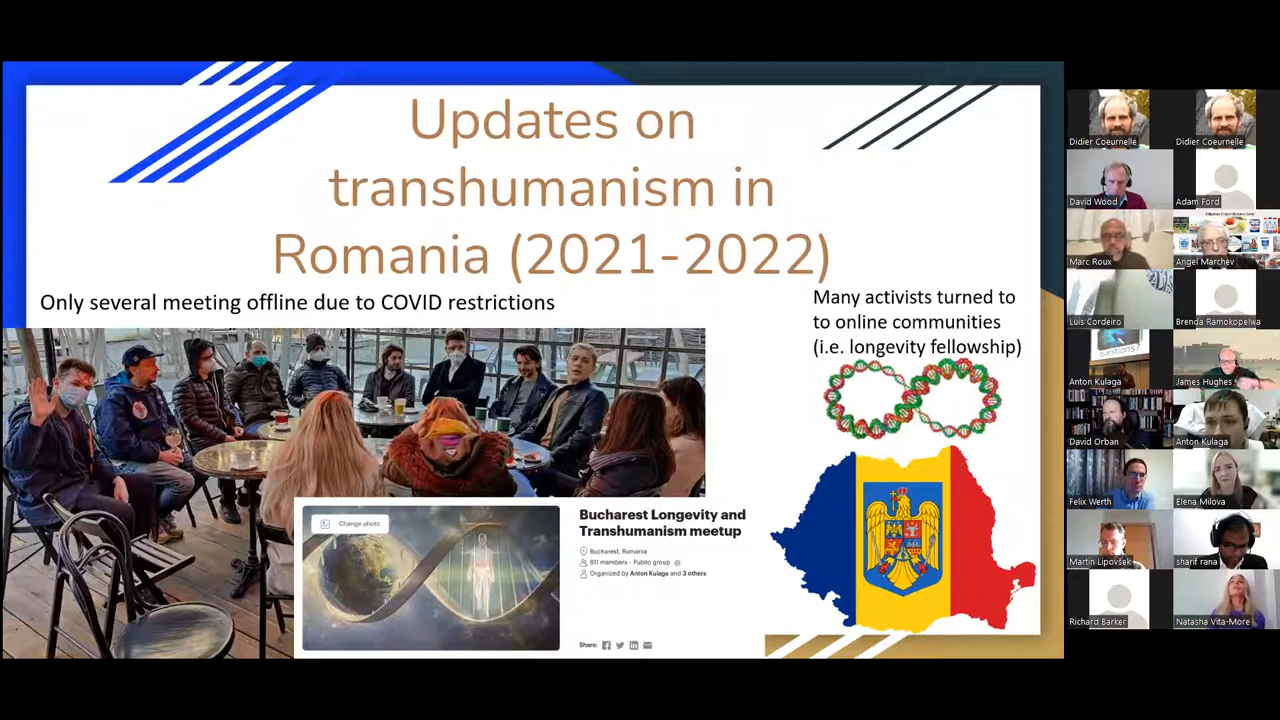 Updates on
transhumanism in
Romania (2021-2022)
Only several meeting offline due to COVID restrictions
Many activists turned to
to online communities
(i.e. longevity fellowship)
Change photo
Bucharest Longevity and
Transhumanism meetup
Bucharest, Romania
811 members · Public group
Organized by Anton Kulaga and 3 others
Share:
Didier Coeurnelle
Didier Coeurnelle
David Wood
Adam Ford
Marc Roux
Angel Marchev
Luis Cordeiro
Brenda Ramokopelwa
QUESTIONS?
Anton Kulaga
James Hughes
David Orban
Anton Kulaga
Felix Werth
Elena Milova
Martin Lipovšek
sharif rana
Richard Barker
Natasha Vita-More